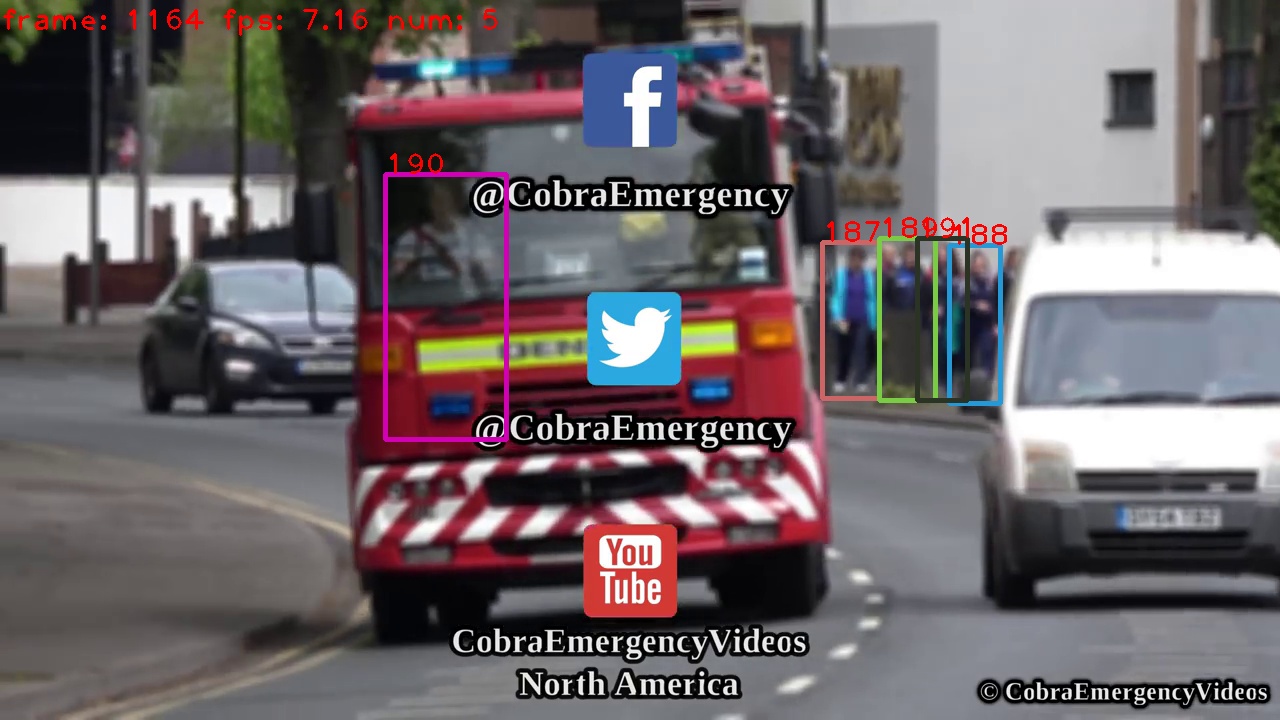 frame: 1164 fps: 7.16 num: 5
190
@CobraEmergency
187
188
@CobraEmergency
You
Tube
CobraEmergencyVideos
North America
© CobraEmergencyVideos